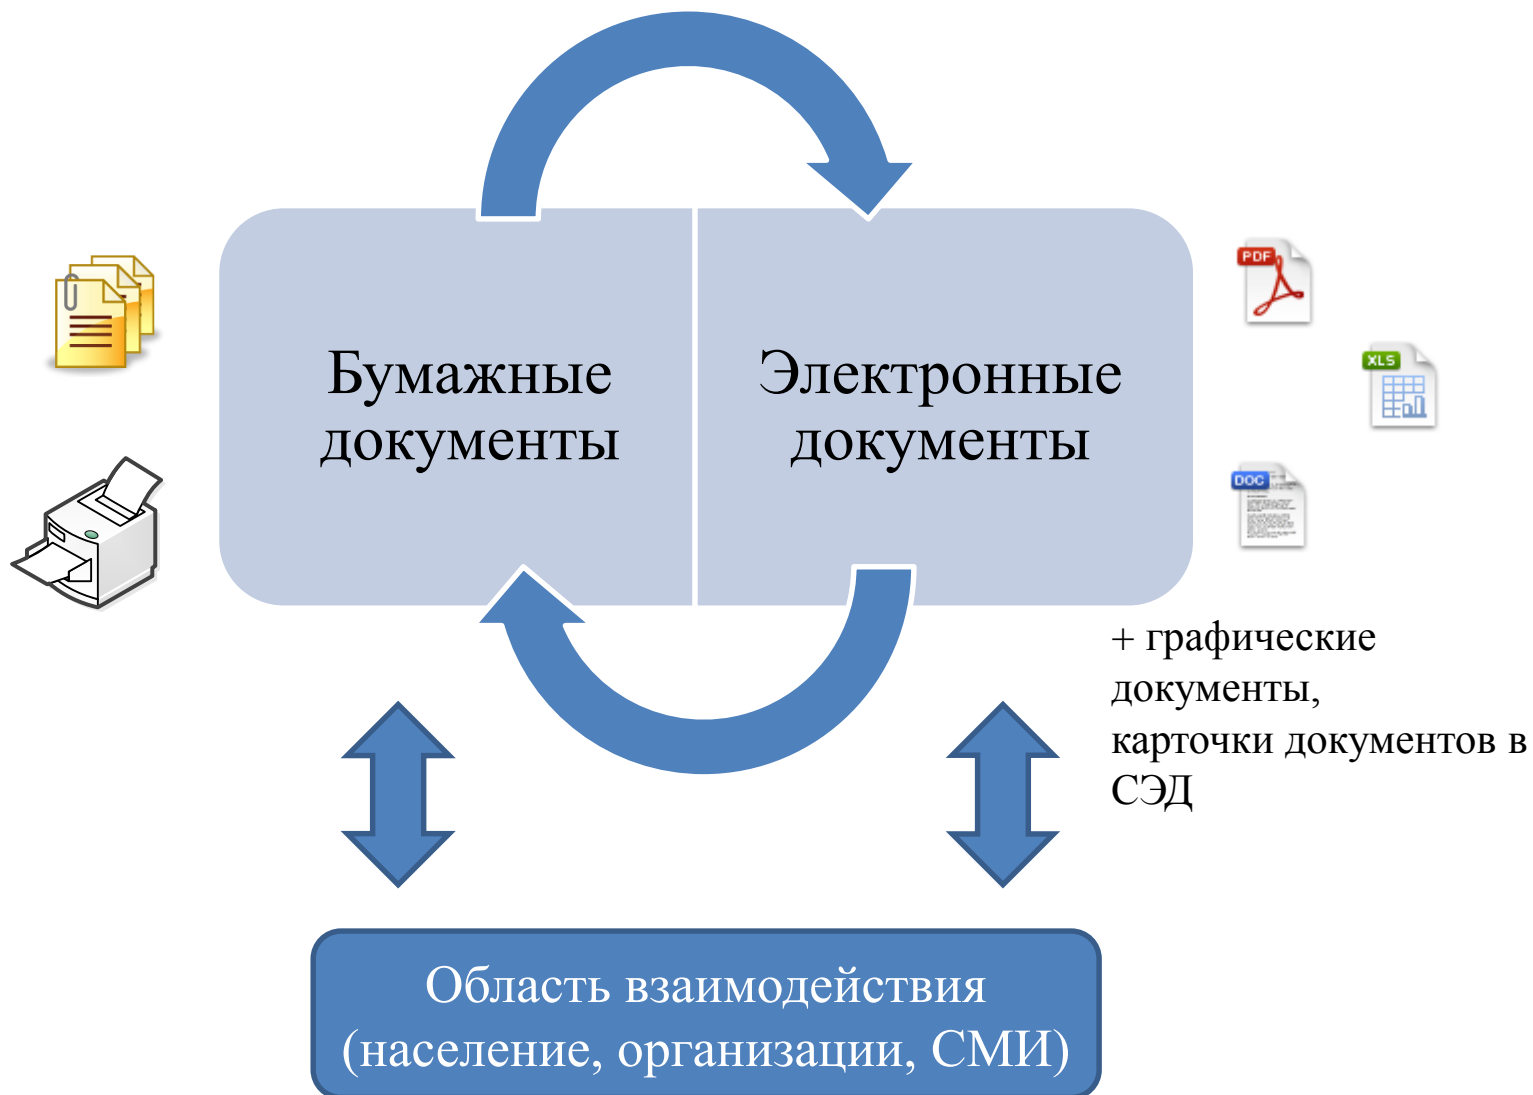 Бумажные
документы
Электронные
документы
PDF
XLS
DOC
+ графические
документы,
карточки документов в
СЭД
Область взаимодействия
(население, организации, СМИ)